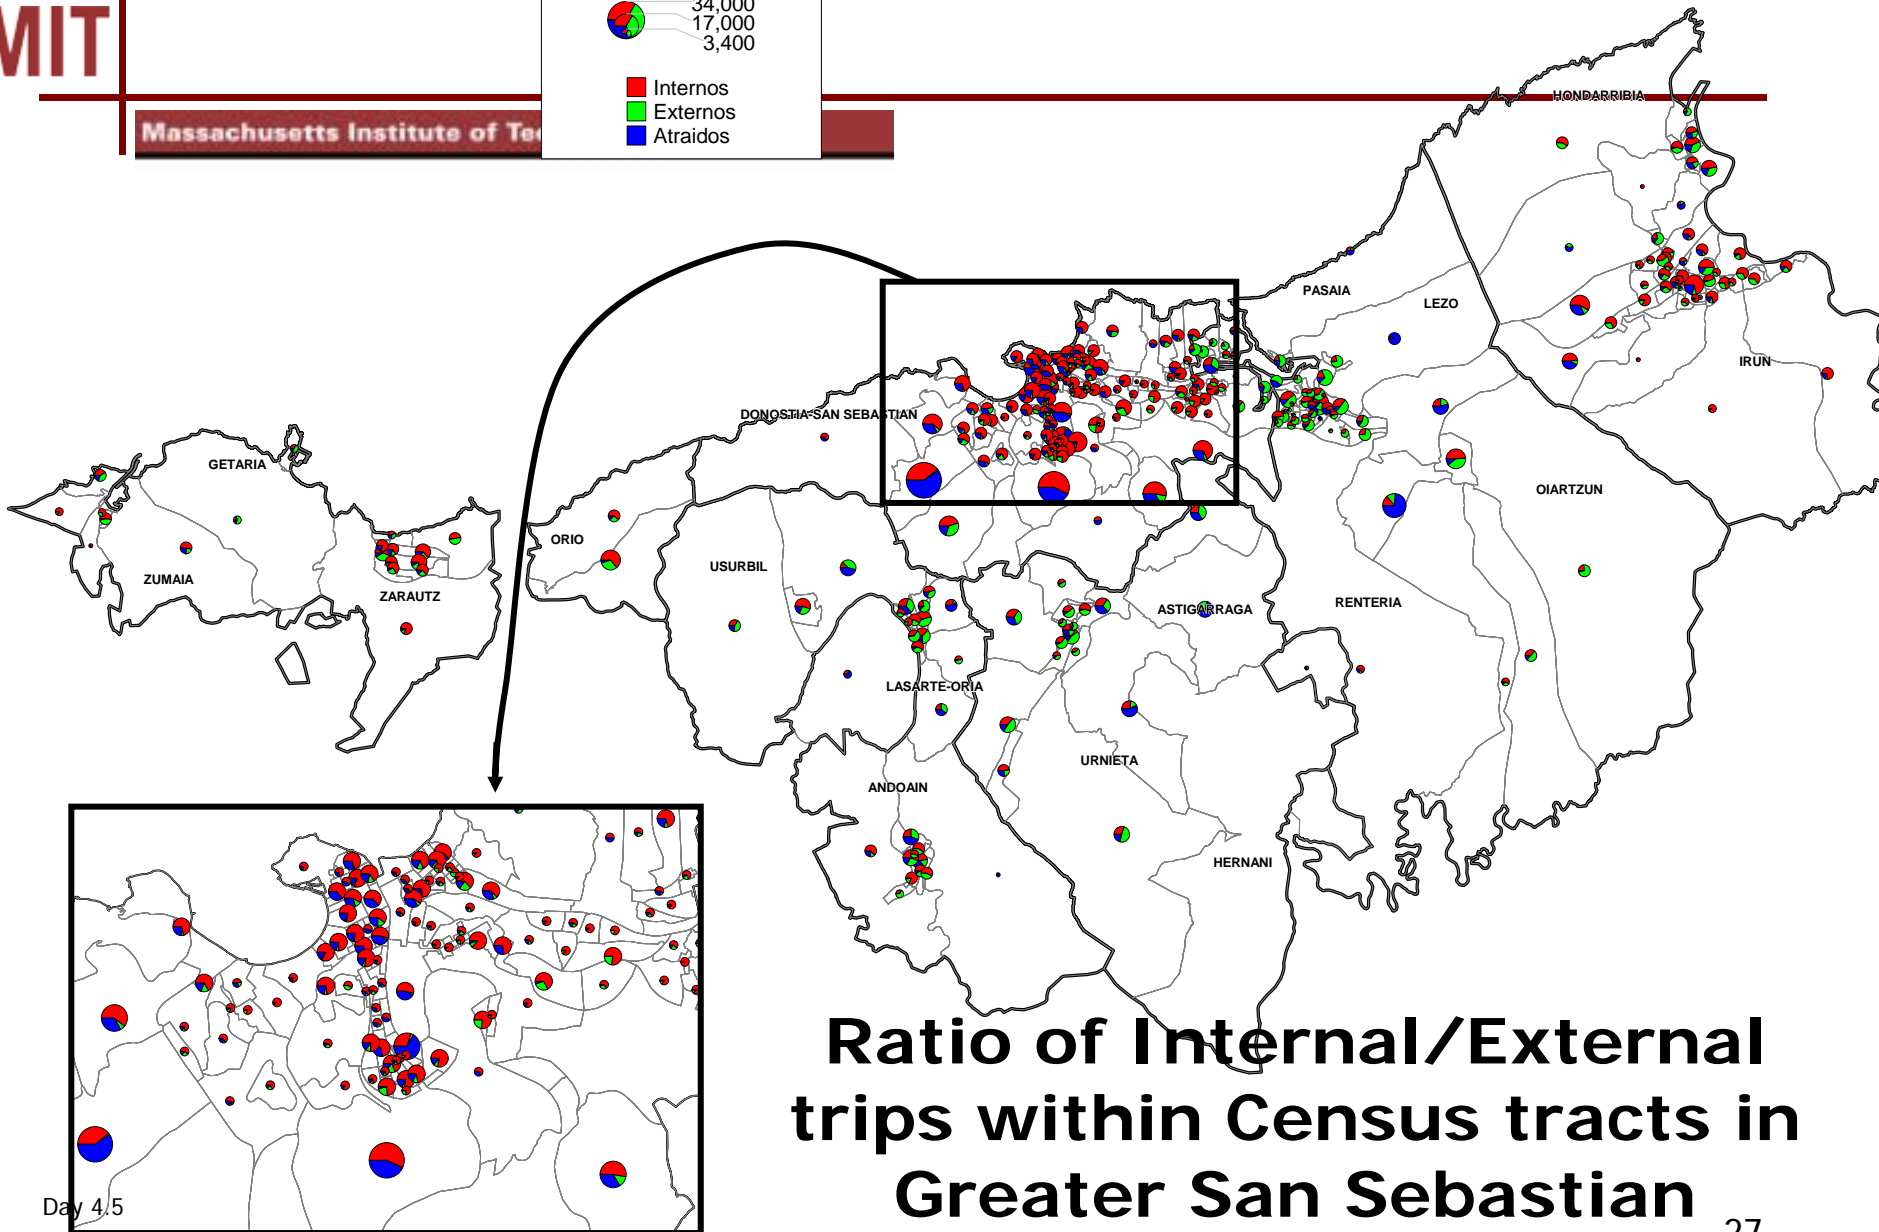 MIT
34,000
17,000
3,400
Internos
Externos
Atraidos
Massachusetts Institute of Te
HONDARRIBIA
PASAIA
LEZO
IRUN
DONOSTIA-SAN SEBASTIAN
GETARIA
OIARTZUN
ORIO
USURBIL
ZUMAIA
ZARAUTZ
ASTIGARRAGA
RENTERIA
LASARTE-ORIA
URNIETA
ANDOAIN
HERNANI
Ratio of Internal/External
trips within Census tracts in
Greater San Sebastian
Day 4.5
27